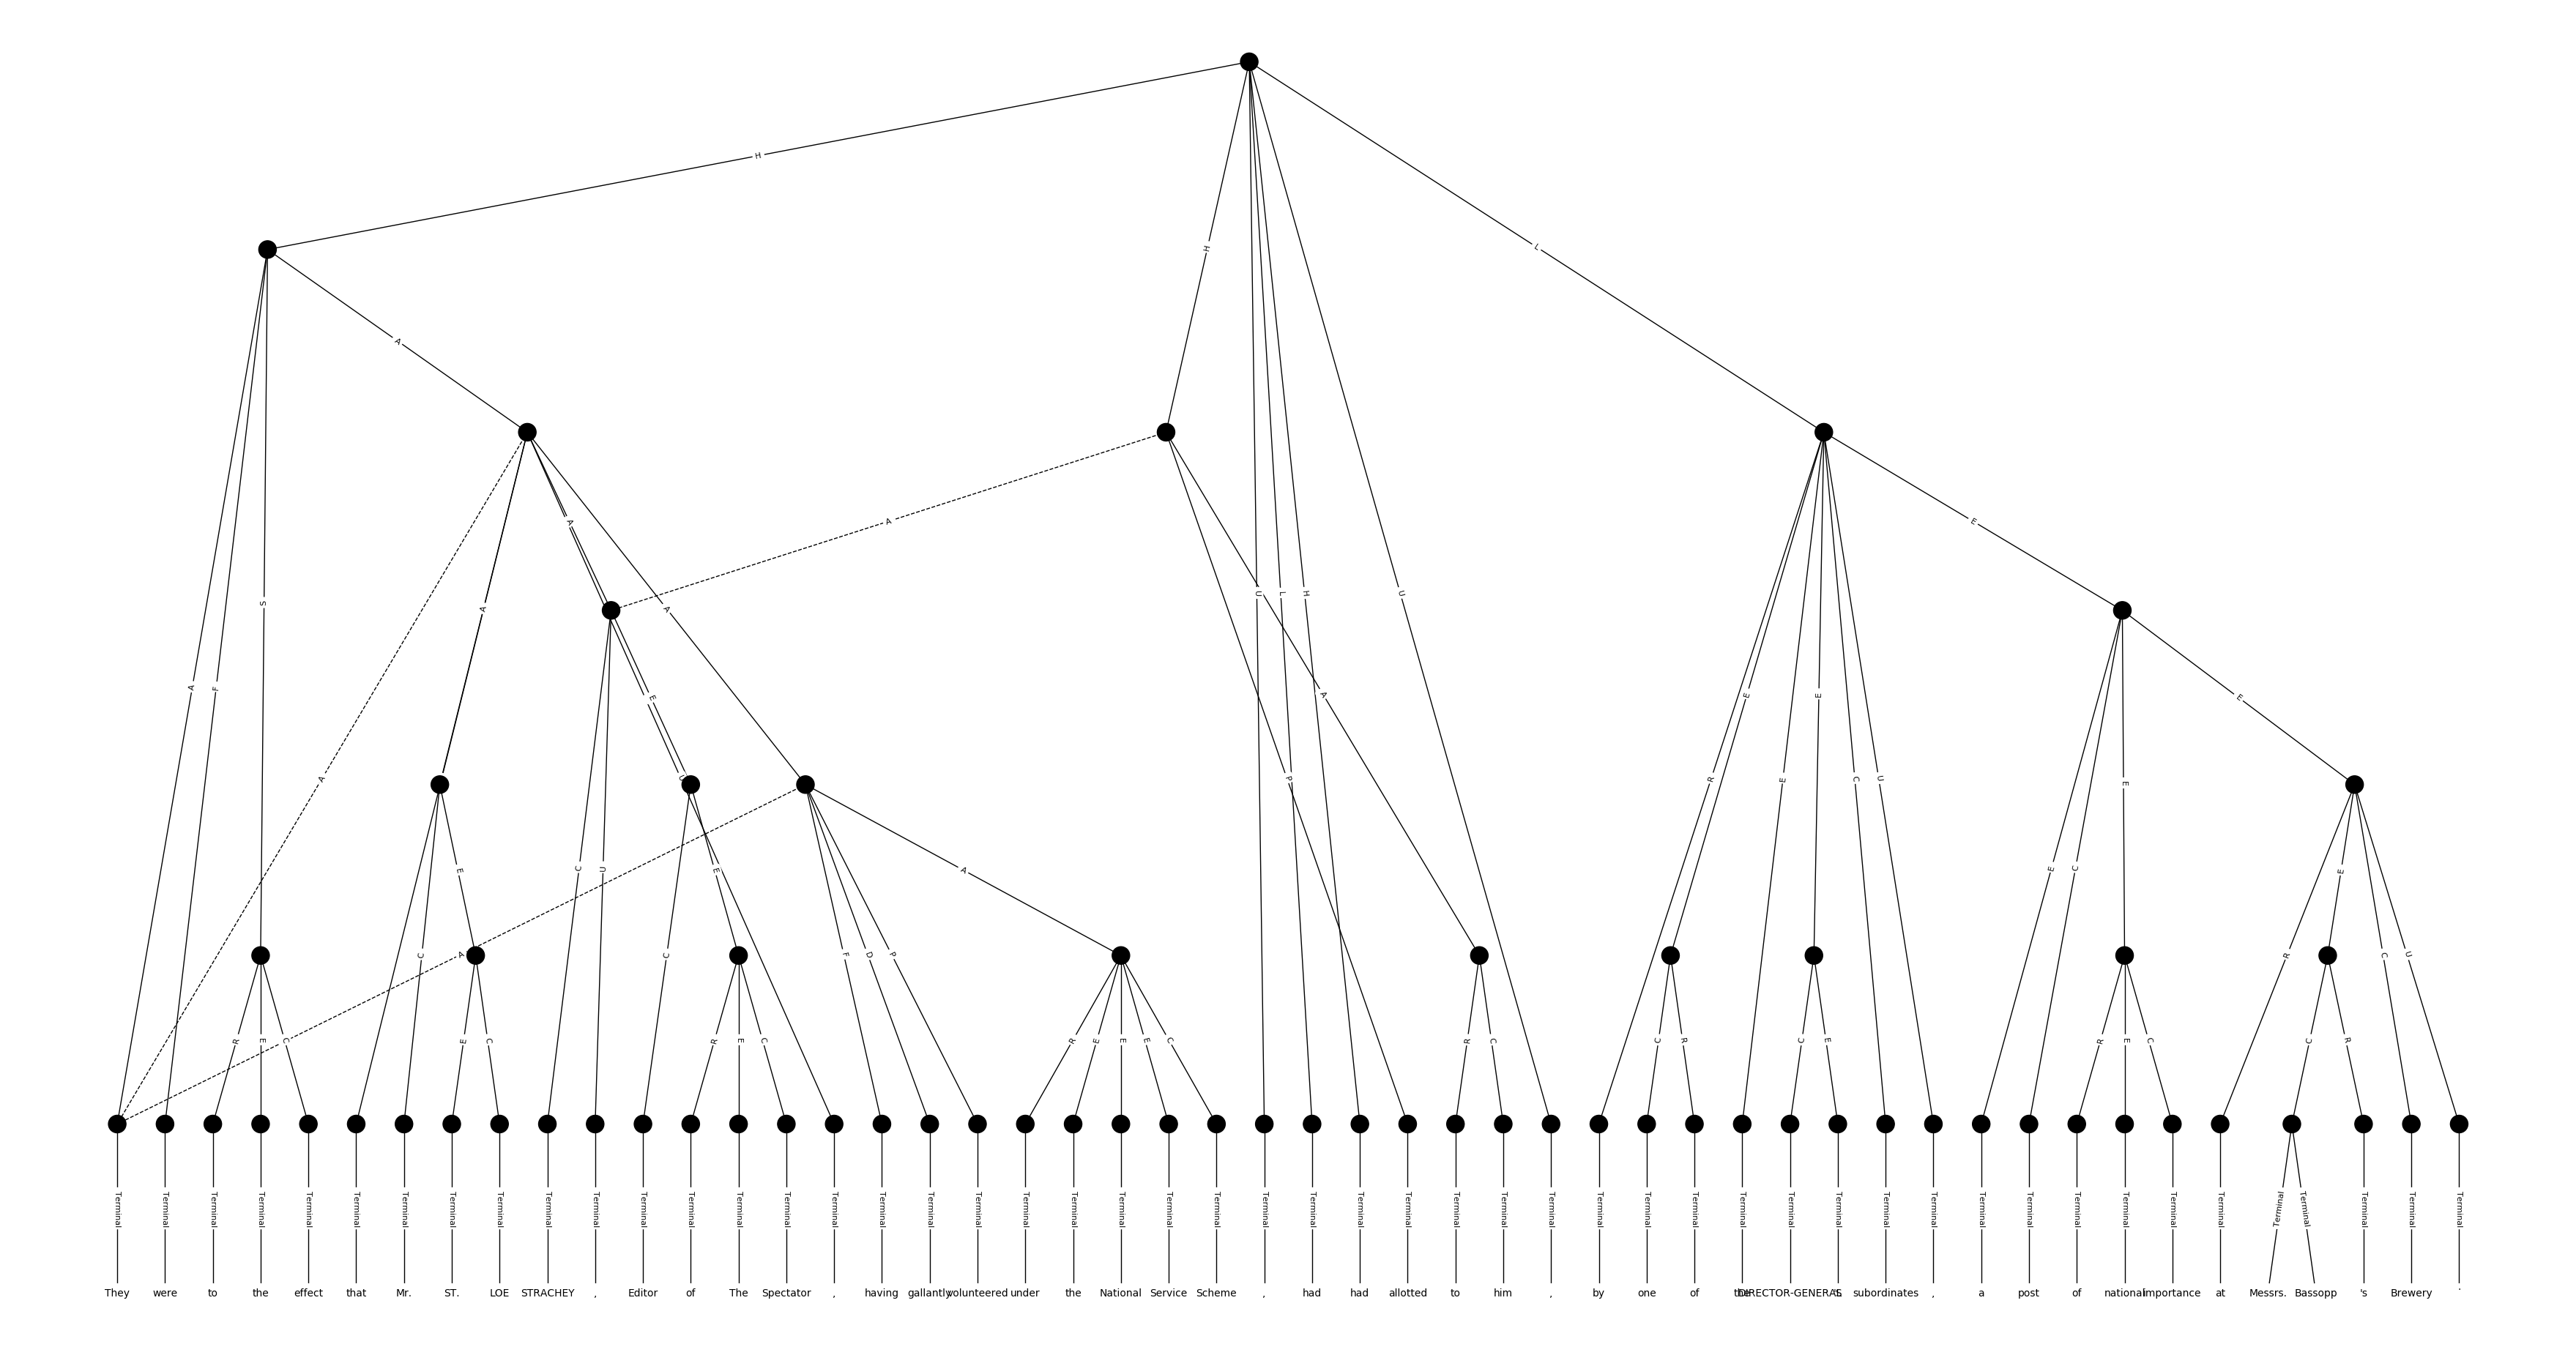 H
H L
A
A A E
S A A U L H U
A F E E E E
A U P R E C U E
C U C E E C
E C A C F D P A R E C U
R E C E C R E C R E E E C R C C R C E R E C C R
Terminal Terminal Terminal Terminal Terminal Terminal Terminal Terminal Terminal Terminal Terminal Terminal Terminal Terminal Terminal Terminal Terminal Terminal Terminal Terminal Terminal Terminal Terminal Terminal Terminal Terminal Terminal Terminal Terminal Terminal Terminal Terminal Terminal Terminal Terminal Terminal Terminal Terminal Terminal Terminal Terminal Terminal Terminal Terminal Terminal Terminal Terminal Terminal Terminal Terminal
They were to the effect that Mr. ST. LOE STRACHEY , Editor of The Spectator , having gallantly volunteered under the National Service Scheme , had had allotted to him , by one of the DIRECTOR-GENERAL 'S subordinates , a post of national importance at Messrs. Bassopp 's Brewery .